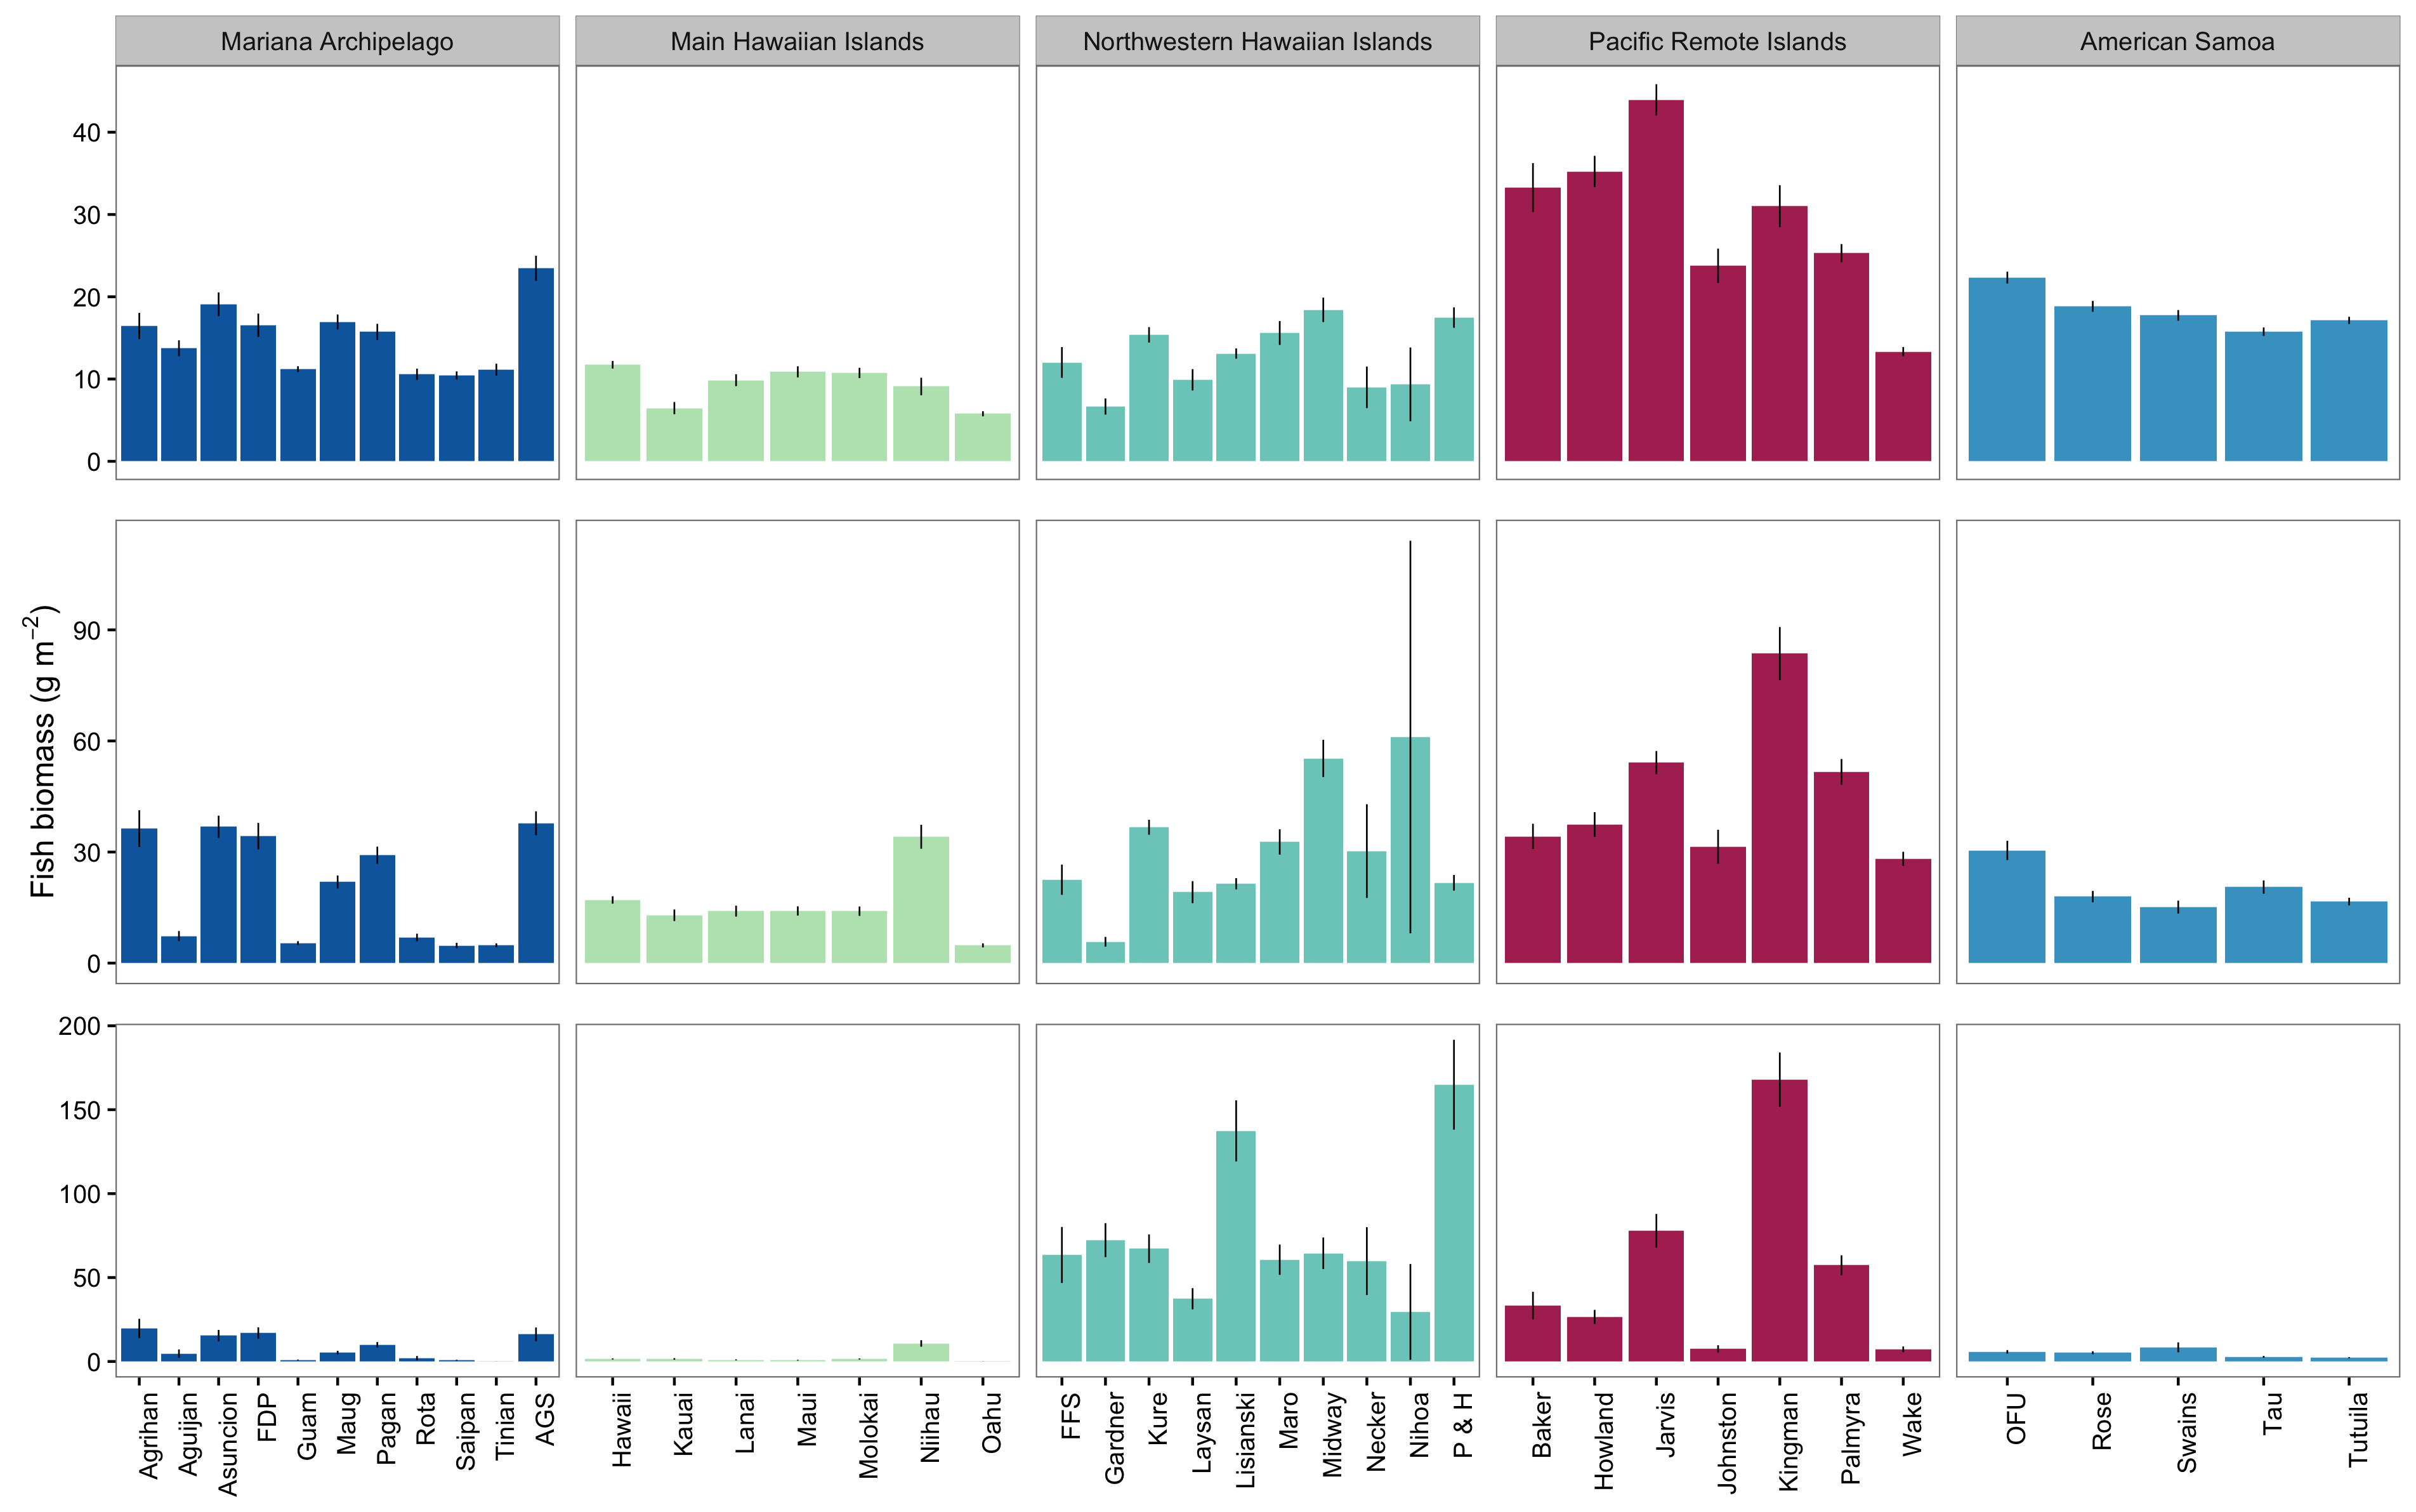 Mariana Archipelago
Main Hawaiian Islands
Northwestern Hawaiian Islands
Pacific Remote Islands
American Samoa
Fish biomass (g m⁻²)
40
30
20
10
0
90
60
30
0
200
150
100
50
0
Agrihan
Aguijan
Asuncion
FDP
Guam
Maug
Pagan
Rota
Saipan
Tinian
AGS
Hawaii
Kauai
Lanai
Maui
Molokai
Niihau
Oahu
FFS
Gardner
Kure
Laysan
Lisianski
Maro
Midway
Necker
Nihoa
P & H
Baker
Howland
Jarvis
Johnston
Kingman
Palmyra
Wake
OFU
Rose
Swains
Tau
Tutuila